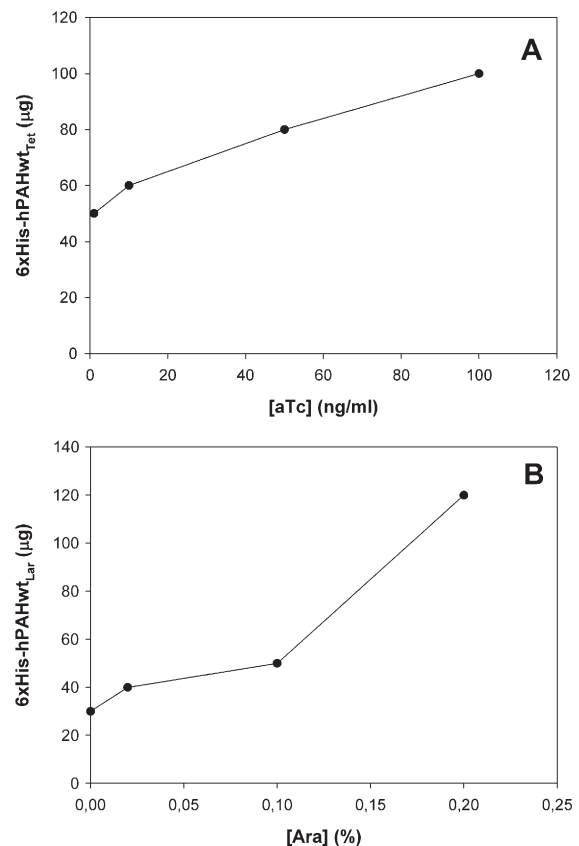 120
100
80
60
40
20
0
6xHis-hPAHwtTet (μg)
A
0 20 40 60 80 100 120
[aTc] (ng/ml)
140
120
100
80
60
40
20
0
6xHis-hPAHwtLar (μg)
B
0,00 0,05 0,10 0,15 0,20 0,25
[Ara] (%)